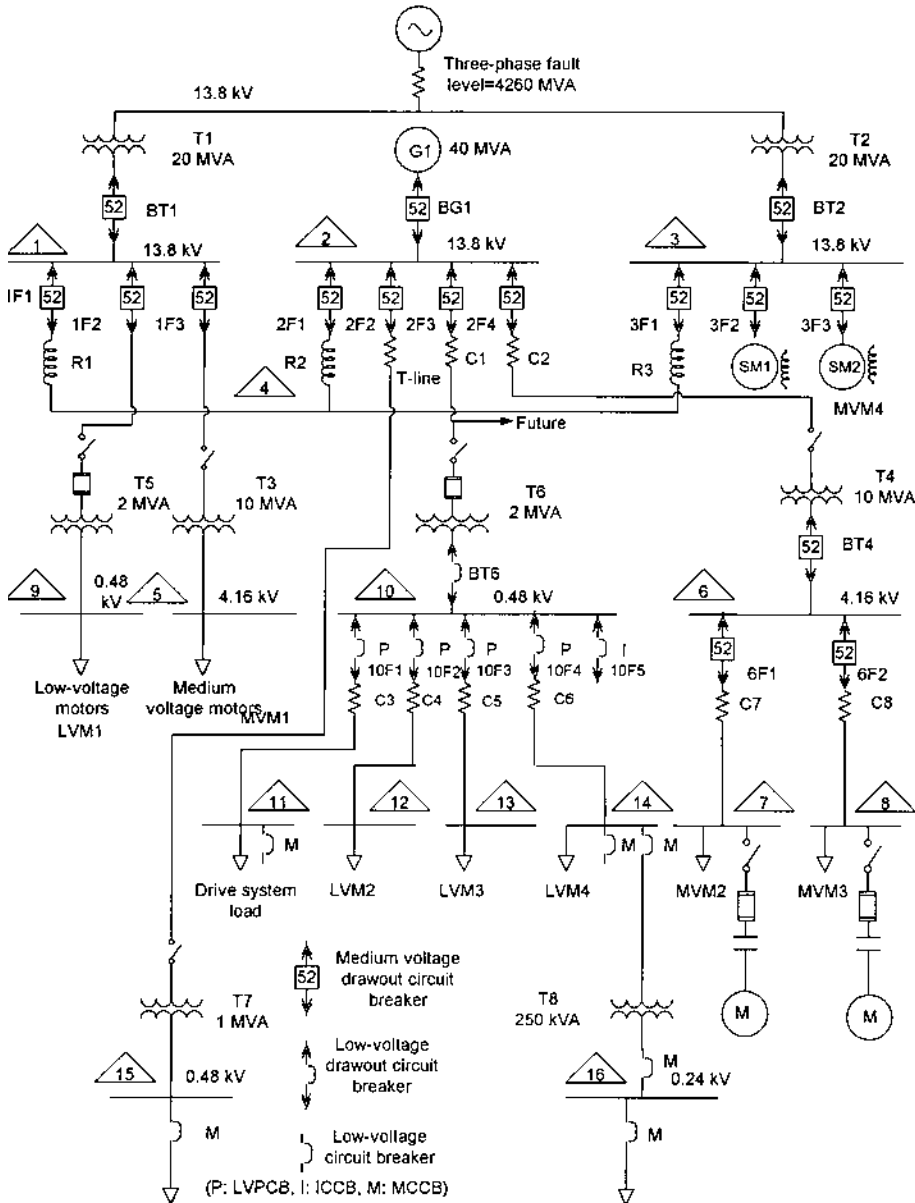 Three-phase fault
level=4260 MVA
13.8 kV
T1
20 MVA
G1
40 MVA
T2
20 MVA
52
BT1
52
BG1
52
BT2
1
13.8 kV
2
13.8 kV
3
13.8 kV
1F1
52
1F2
52
1F3
52
2F1
52
2F2
52
2F3
52
2F4
52
3F1
52
3F2
52
3F3
52
R1
R2
T-line
C1
C2
R3
SM1
SM2
MVM4
4
Future
T5
2 MVA
T3
10 MVA
T6
2 MVA
T4
10 MVA
BT6
52
BT4
9
0.48
kV
5
4.16 kV
10
0.48 kV
6
4.16 kV
P
10F1
P
10F2
P
10F3
P
10F4
I
10F5
52
6F1
52
6F2
C3
C4
C5
C6
C7
C8
Low-voltage
motors
LVM1
Medium
voltage motors
MVM1
11
12
13
14
7
8
M
M
M
Drive system
load
LVM2
LVM3
LVM4
MVM2
MVM3
M
M
T7
1 MVA
52
Medium voltage
drawout circuit
breaker
T8
250 kVA
Low-voltage
drawout circuit
breaker
M
15
0.48 kV
16
0.24 kV
M
Low-voltage
circuit breaker
M
(P: LVPCB, I: ICCB, M: MCCB)